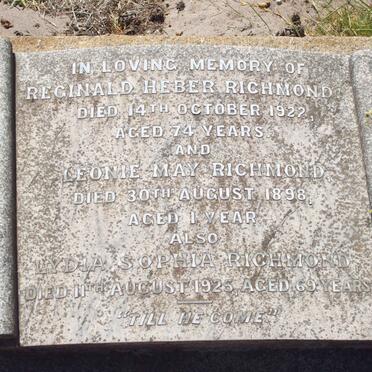 IN LOVING MEMORY OF
REGINALD HEBER RICHMOND,
DIED 14TH OCTOBER 1922,
AGED 74 YEARS.
AND
LEONIE MAY RICHMOND
DIED 30TH AUGUST 1898,
AGED 1 YEAR.
ALSO
LYDIA SOPHIA RICHMOND
DIED 11TH AUGUST 1925 AGED 69 YEARS
"TILL HE COME"